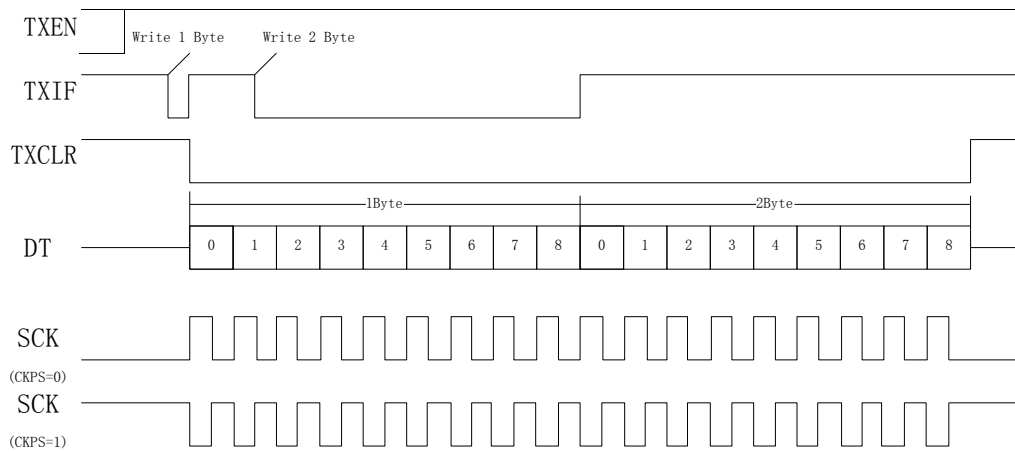 TXEN
Write 1 Byte Write 2 Byte
TXIF
TXCLR
1Byte 2Byte
DT 0 1 2 3 4 5 6 7 8 0 1 2 3 4 5 6 7 8
SCK
(CKPS=0)
SCK
(CKPS=1)